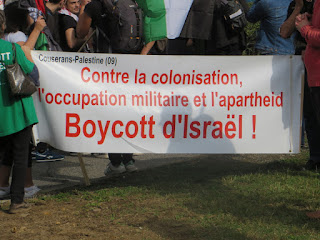 Couserans-Palestine (09)
Contre la colonisation,
l'occupation militaire et l'apartheid
Boycott d'Israël !